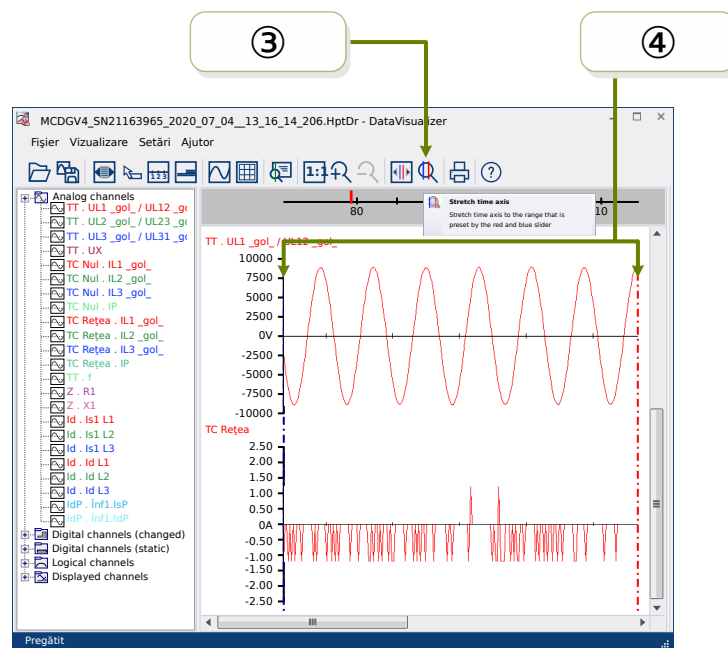 ③
④
MCDGV4_SN21163965_2020_07_04__13_16_14_206.HptDr - DataVisualizer
Fișier Vizualizare Setări Ajutor
1 2 3
1:1
80
10
Stretch time axis
Stretch time axis to the range that is
preset by the red and blue slider
Analog channels
TT . UL1 _gol_ / UL12 _go
TT . UL2 _gol_ / UL23 _go
TT . UL3 _gol_ / UL31 _go
TT . UX
TC Nul . IL1 _gol_
TC Nul . IL2 _gol_
TC Nul . IL3 _gol_
TC Nul . IP
TC Rețea . IL1 _gol_
TC Rețea . IL2 _gol_
TC Rețea . IL3 _gol_
TC Rețea . IP
TT . f
Z . R1
Z . X1
Id . Is1 L1
Id . Is1 L2
Id . Is1 L3
Id . Id L1
Id . Id L2
Id . Id L3
IdP . Înf1.IsP
IdP . Înf1.IdP
Digital channels (changed)
Digital channels (static)
Logical channels
Displayed channels
TT . UL1 _gol_ / UL12 _gol_
10000
7500
5000
2500
0V
-2500
-5000
-7500
-10000
TC Rețea
2.50
2.00
1.50
1.00
0.50
0A
-0.50
-1.00
-1.50
-2.00
-2.50
Pregătit